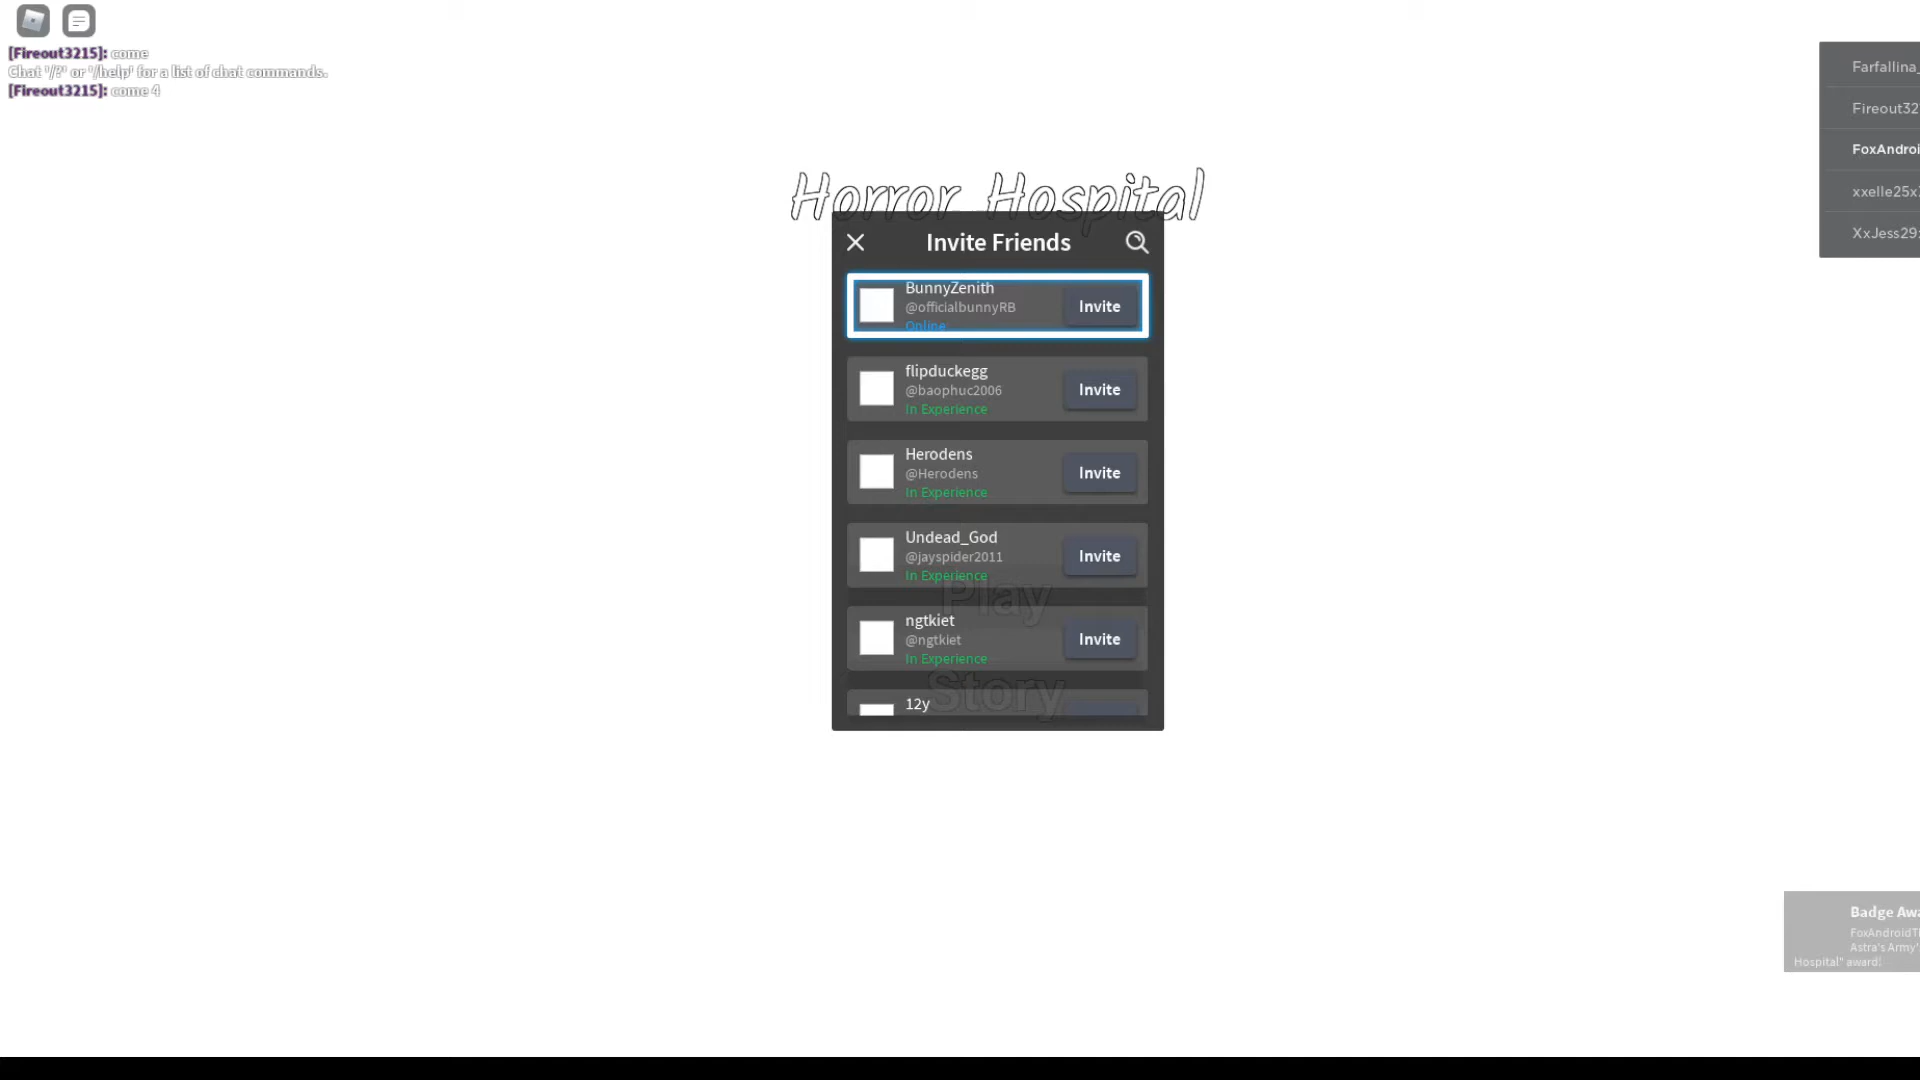 [Fireout3215]: come
Chat '/?' or '/help' for a list of chat commands.
[Fireout3215]: come 4
Farfallina_
Fireout32
FoxAndroi
xxelle25x
XxJess29
Horror Hospital
Invite Friends
BunnyZenith
@officialbunnyRB
Online
Invite
flipduckegg
@baophuc2006
In Experience
Invite
Herodens
@Herodens
In Experience
Invite
Undead_God
@jayspider2011
In Experience
Invite
Play
ngtkiet
@ngtkiet
In Experience
Invite
Story
12y
Badge Awa
FoxAndroidT
Astra's Army'
Hospital" award!